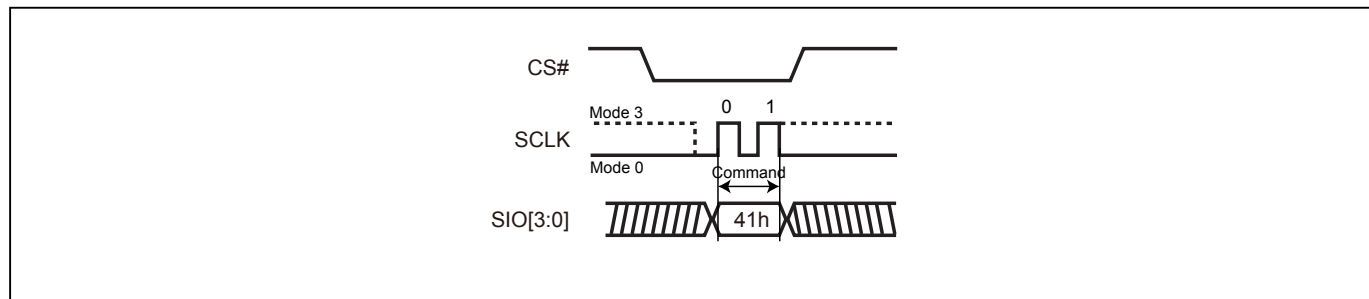 CS#
Mode 3
0 1
SCLK
Mode 0
Command
SIO[3:0]
41h